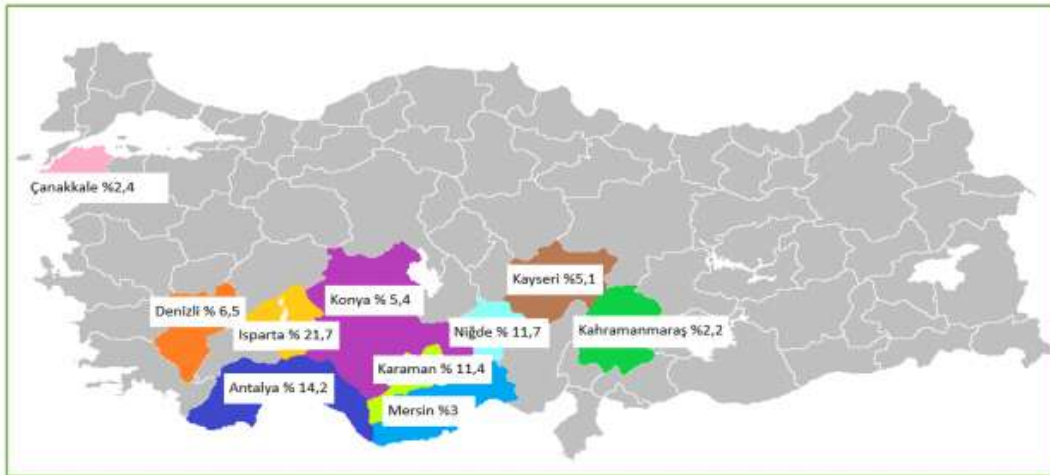 Çanakkale %2,4
Kayseri %5,1
Konya % 5,4
Denizli % 6,5
Isparta % 21,7
Niğde % 11,7
Kahramanmaraş %2,2
Karaman % 11,4
Antalya % 14,2
Mersin %3